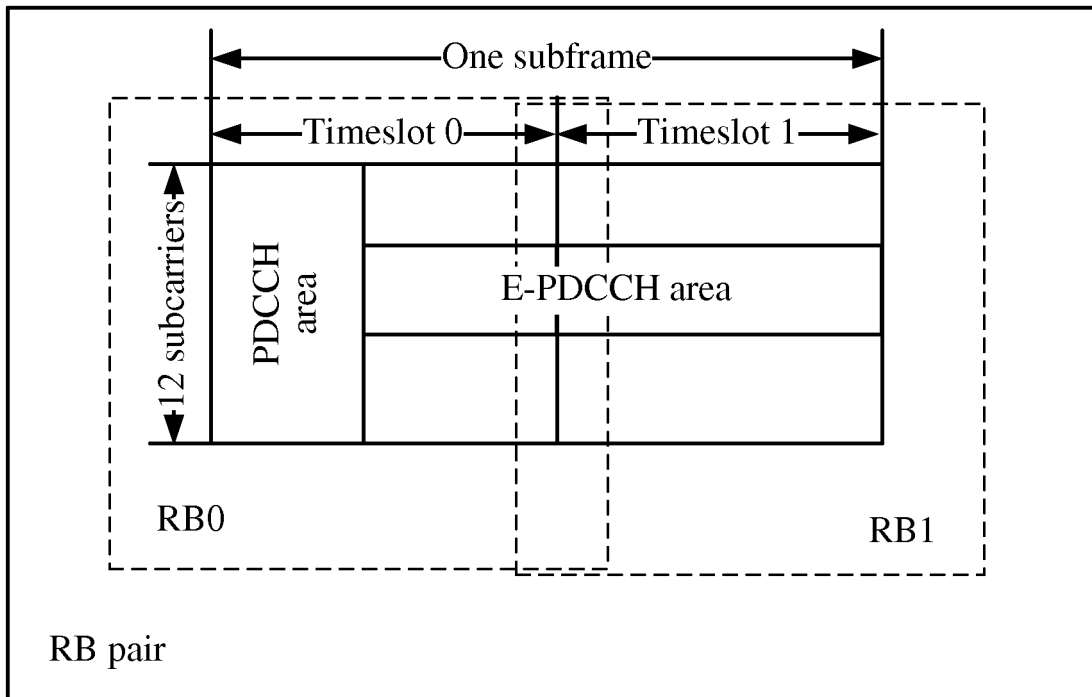 One subframe
Timeslot 0
Timeslot 1
12 subcarriers
PDCCH
area
E-PDCCH area
RB0
RB1
RB pair